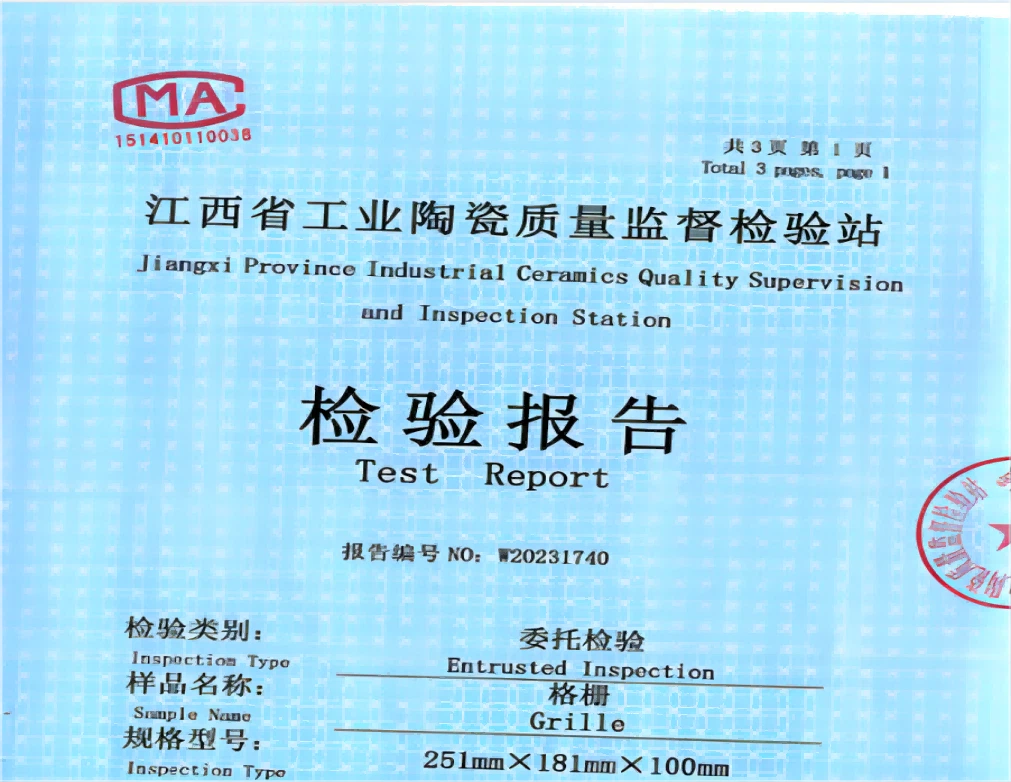 CMA
151410110036
共3页 第1页
Total 3 pages, page 1
江西省工业陶瓷质量监督检验站
Jiangxi Province Industrial Ceramics Quality Supervision
and Inspection Station
检验报告
Test Report
报告编号 NO: W20231740
检验类别:
委托检验
Inspection Type
Entrusted Inspection
样品名称:
格栅
Sample Name
Grille
规格型号:
251mm×181mm×100mm
Inspection Type